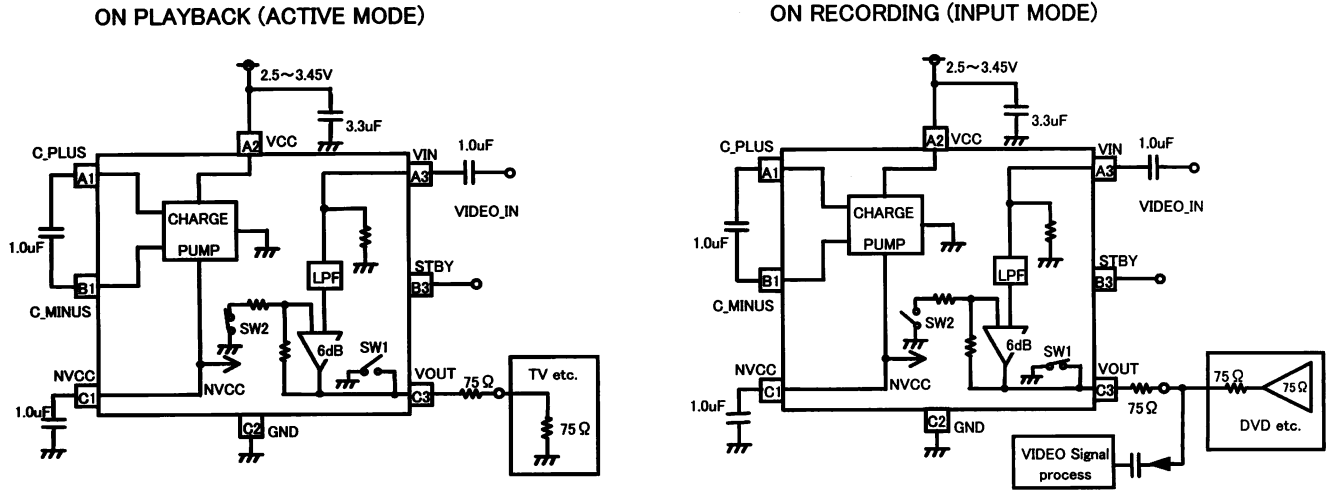 ON PLAYBACK (ACTIVE MODE)
2.5～3.45V
3.3uF
A2 VCC
C_PLUS
A1
1.0uF
B1
C_MINUS
CHARGE
PUMP
VIN
A3
1.0uF
VIDEO_IN
LPF
STBY
B3
SW2
6dB
SW1
NVCC
NVCC
C1
1.0uF
C2 GND
VOUT
C3
75Ω
TV etc.
75Ω
ON RECORDING (INPUT MODE)
2.5～3.45V
3.3uF
A2 VCC
C_PLUS
A1
1.0uF
B1
C_MINUS
CHARGE
PUMP
VIN
A3
1.0uF
VIDEO_IN
LPF
STBY
B3
SW2
6dB
SW1
NVCC
NVCC
C1
1.0uF
C2 GND
VOUT
C3
75Ω
75Ω
75Ω
DVD etc.
VIDEO Signal
process